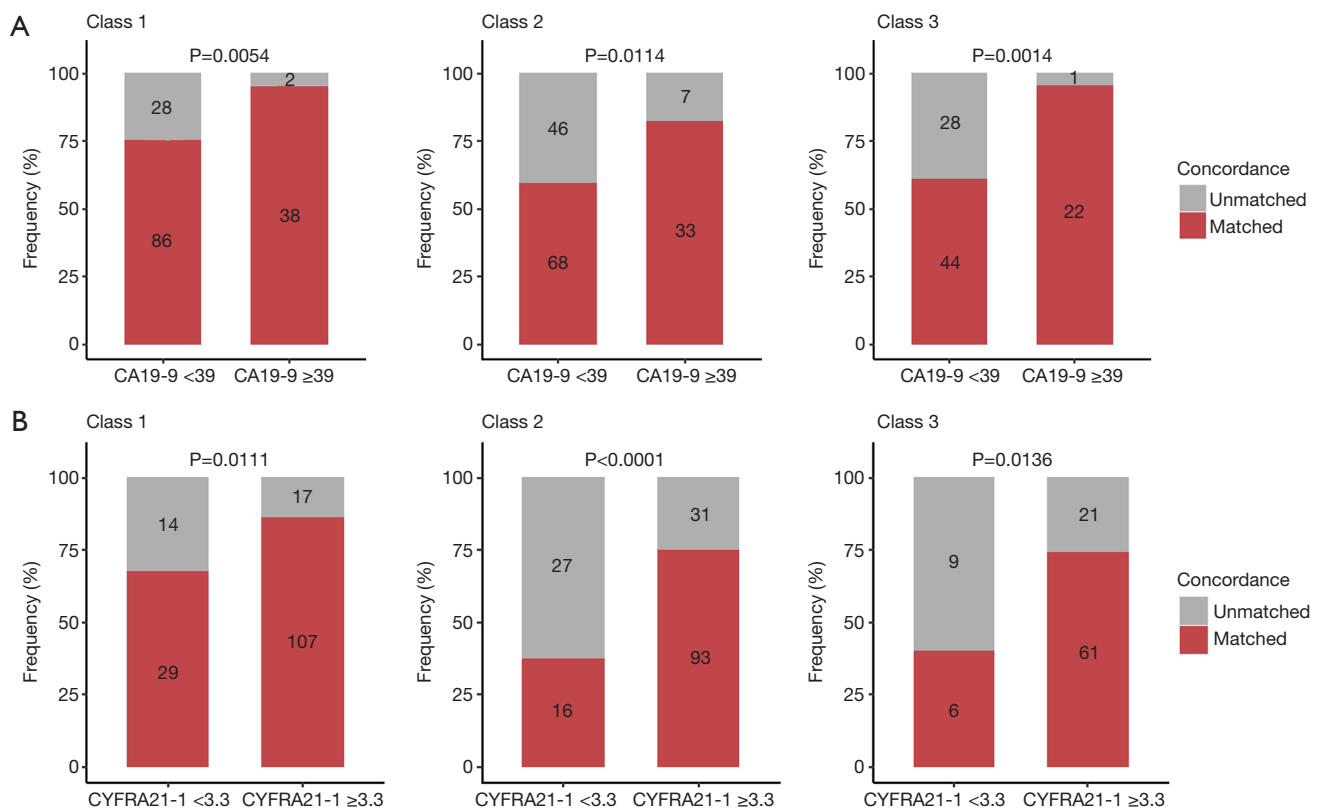 A
Class 1
P=0.0054
Frequency (%)
100
75
50
25
0
28
2
86
38
CA19-9 <39
CA19-9 ≥39
Class 2
P=0.0114
Frequency (%)
100
75
50
25
0
46
7
68
33
CA19-9 <39
CA19-9 ≥39
Class 3
P=0.0014
Frequency (%)
100
75
50
25
0
28
1
44
22
CA19-9 <39
CA19-9 ≥39
Concordance
Unmatched
Matched
B
Class 1
P=0.0111
Frequency (%)
100
75
50
25
0
14
17
29
107
CYFRA21-1 <3.3
CYFRA21-1 ≥3.3
Class 2
P<0.0001
Frequency (%)
100
75
50
25
0
27
31
16
93
CYFRA21-1 <3.3
CYFRA21-1 ≥3.3
Class 3
P=0.0136
Frequency (%)
100
75
50
25
0
9
21
6
61
CYFRA21-1 <3.3
CYFRA21-1 ≥3.3
Concordance
Unmatched
Matched